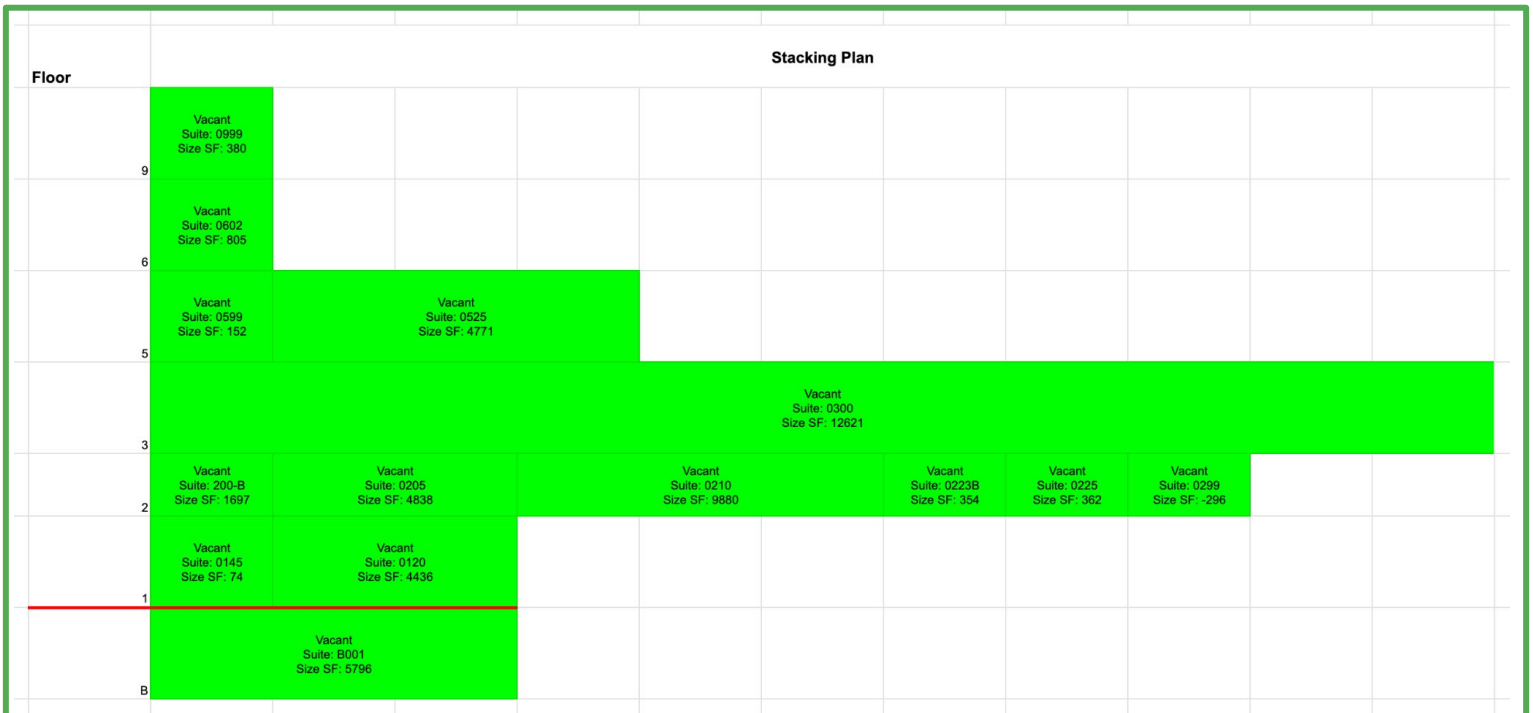 Stacking Plan
Floor
Vacant
Suite: 0999
Size SF: 380
9
Vacant
Suite: 0602
Size SF: 805
6
Vacant
Suite: 0599
Size SF: 152
Vacant
Suite: 0525
Size SF: 4771
5
Vacant
Suite: 0300
Size SF: 12621
3
Vacant
Suite: 200-B
Size SF: 1697
Vacant
Suite: 0205
Size SF: 4838
Vacant
Suite: 0210
Size SF: 9880
Vacant
Suite: 0223B
Size SF: 354
Vacant
Suite: 0225
Size SF: 362
Vacant
Suite: 0299
Size SF: -296
2
Vacant
Suite: 0145
Size SF: 74
Vacant
Suite: 0120
Size SF: 4436
1
Vacant
Suite: B001
Size SF: 5796
B